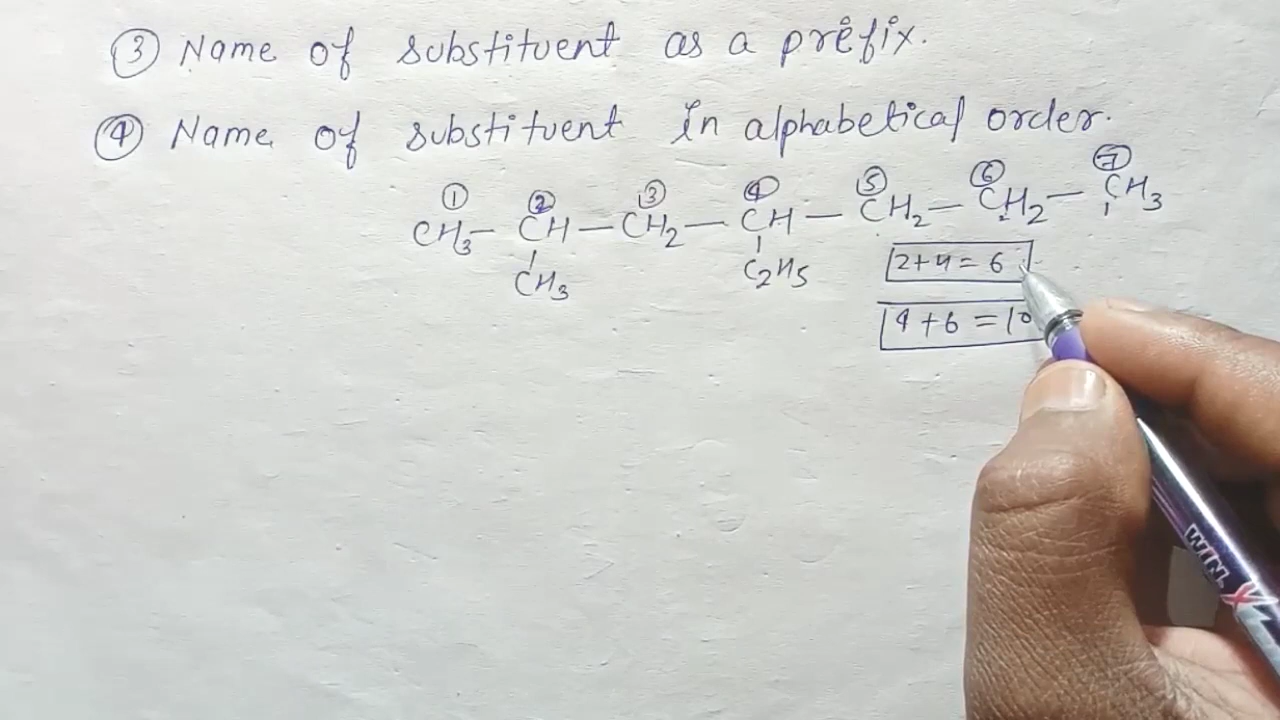 ③ Name of substituent as a prefix.
④ Name of substituent in alphabetical order.
① ② ③ ④ ⑤ ⑥ ⑦
CH3 — CH — CH2 — CH — CH2 — CH2 — CH3
CH3 C2H5
2+4=6
4+6=10
WIN